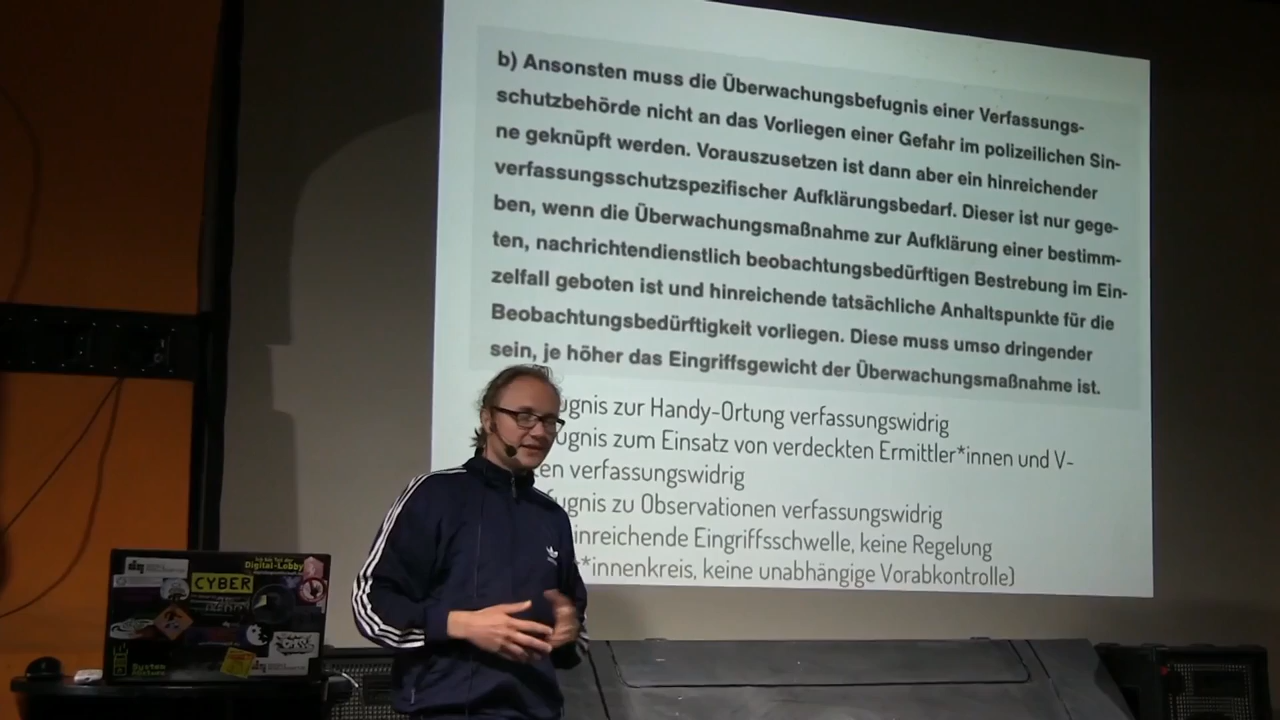 b) Ansonsten muss die Überwachungsbefugnis einer Verfassungs-
schutzbehörde nicht an das Vorliegen einer Gefahr im polizeilichen Sin-
ne geknüpft werden. Vorauszusetzen ist dann aber ein hinreichender
verfassungsschutzspezifischer Aufklärungsbedarf. Dieser ist nur gege-
ben, wenn die Überwachungsmaßnahme zur Aufklärung einer bestimm-
ten, nachrichtendienstlich beobachtungsbedürftigen Bestrebung im Ein-
zelfall geboten ist und hinreichende tatsächliche Anhaltspunkte für die
Beobachtungsbedürftigkeit vorliegen. Diese muss umso dringender
sein, je höher das Eingriffsgewicht der Überwachungsmaßnahme ist.
ugnis zur Handy-Ortung verfassungswidrig
ugnis zum Einsatz von verdeckten Ermittler*innen und V-
en verfassungswidrig
fugnis zu Observationen verfassungswidrig
inreichende Eingriffsschwelle, keine Regelung
*innenkreis, keine unabhängige Vorabkontrolle)
Digital-Lobby
CYBER